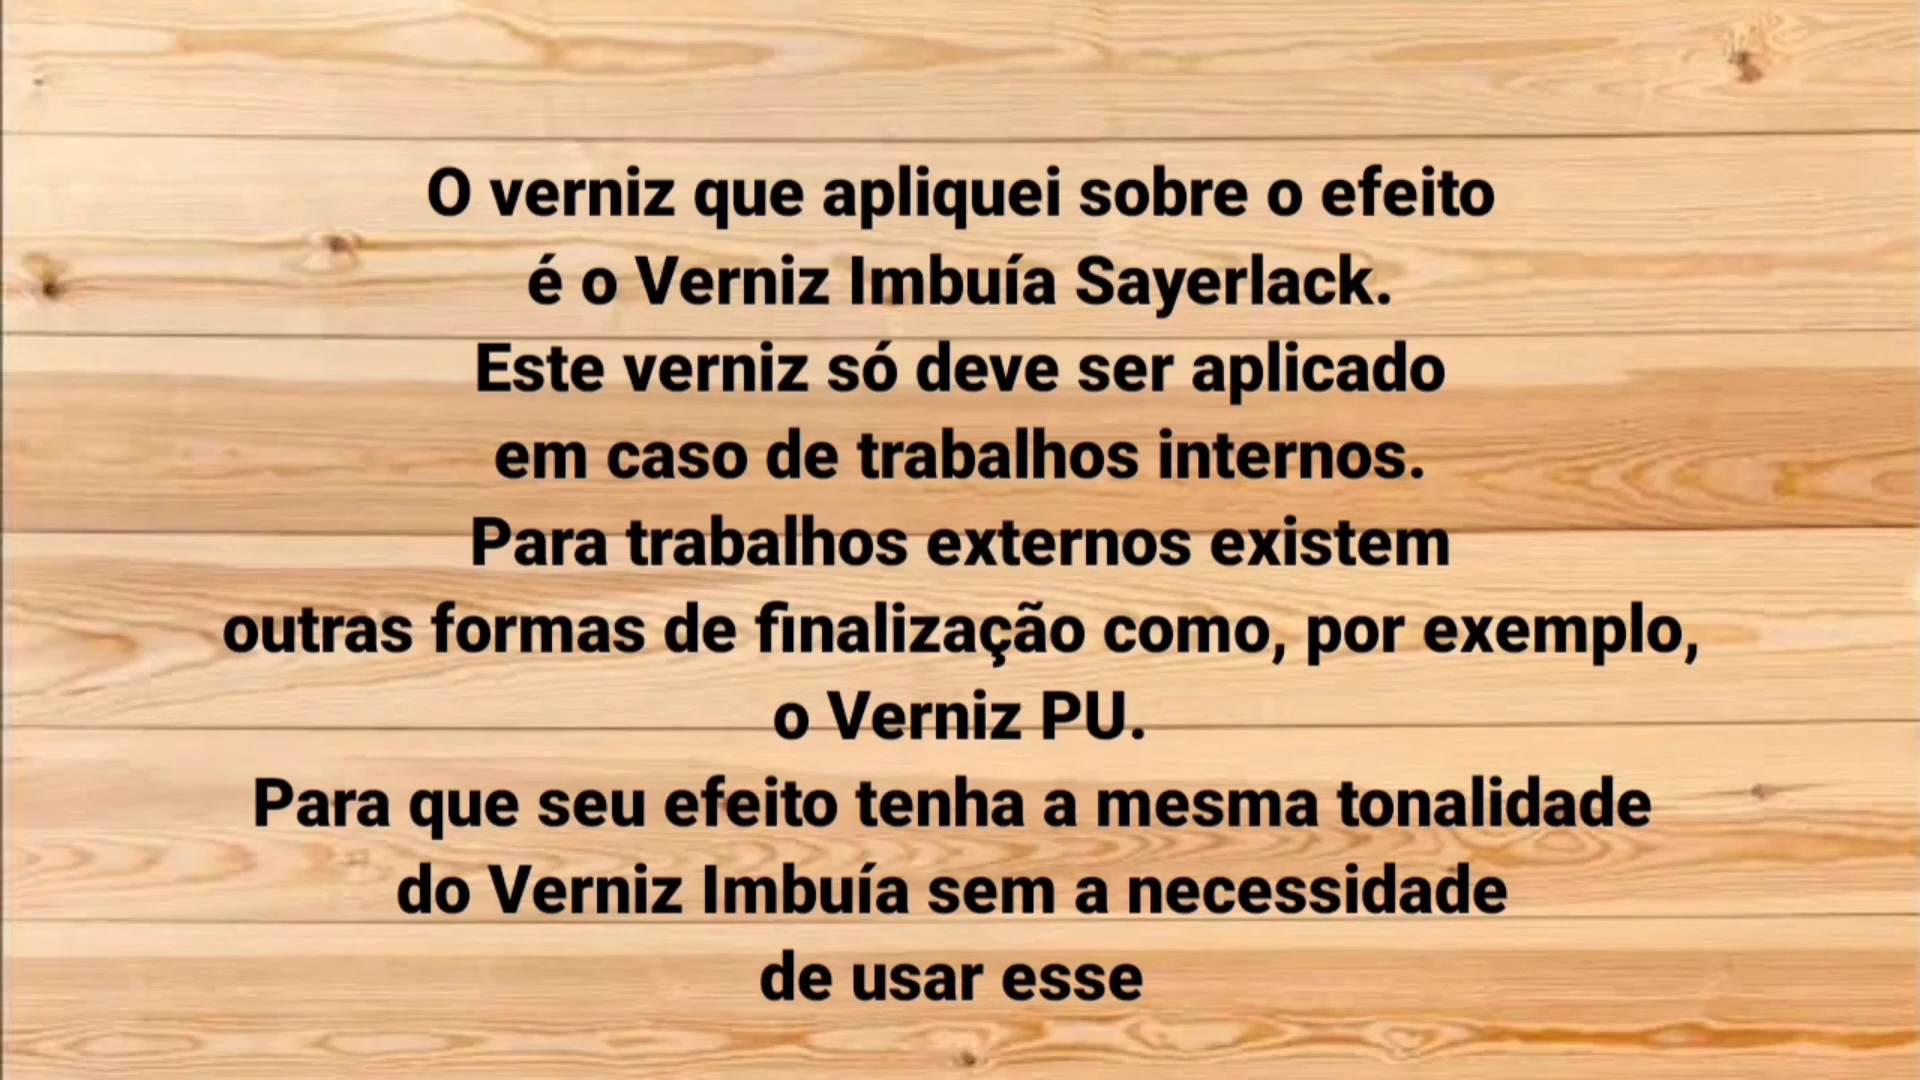 O verniz que apliquei sobre o efeito
é o Verniz Imbuía Sayerlack.
Este verniz só deve ser aplicado
em caso de trabalhos internos.
Para trabalhos externos existem
outras formas de finalização como, por exemplo,
o Verniz PU.
Para que seu efeito tenha a mesma tonalidade
do Verniz Imbuía sem a necessidade
de usar esse